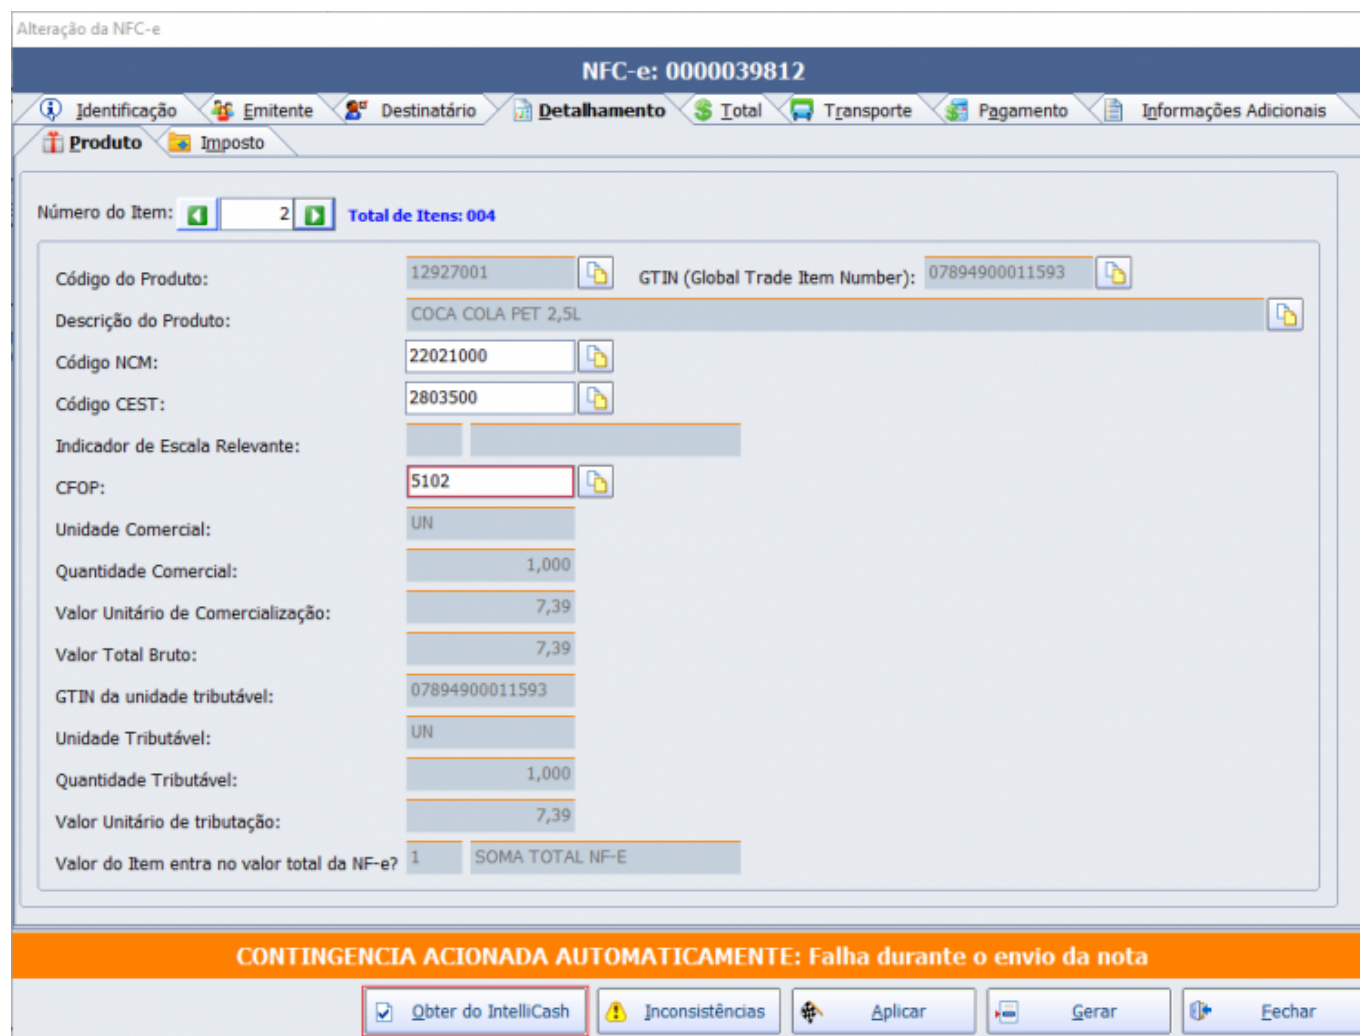 Alteração da NFC-e
NFC-e: 0000039812
Identificação Emitente Destinatário Detalhamento Total Transporte Pagamento Informações Adicionais
Produto Imposto
Número do Item: 2 Total de Itens: 004
Código do Produto: 12927001 GTIN (Global Trade Item Number): 07894900011593
Descrição do Produto: COCA COLA PET 2,5L
Código NCM: 22021000
Código CEST: 2803500
Indicador de Escala Relevante:
CFOP: 5102
Unidade Comercial: UN
Quantidade Comercial: 1,000
Valor Unitário de Comercialização: 7,39
Valor Total Bruto: 7,39
GTIN da unidade tributável: 07894900011593
Unidade Tributável: UN
Quantidade Tributável: 1,000
Valor Unitário de tributação: 7,39
Valor do Item entra no valor total da NF-e? 1 SOMA TOTAL NF-E
CONTINGENCIA ACIONADA AUTOMATICAMENTE: Falha durante o envio da nota
Obter do IntelliCash Inconsistências Aplicar Gerar Fechar